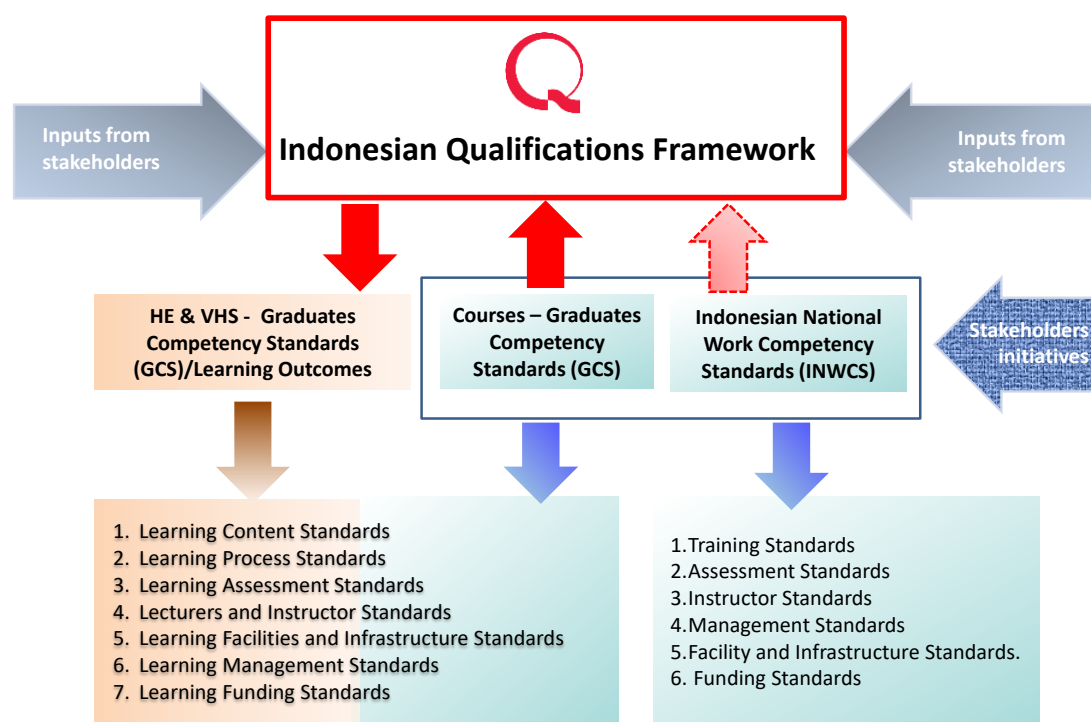 Q
Indonesian Qualifications Framework
Inputs from
stakeholders
Inputs from
stakeholders
HE & VHS - Graduates
Competency Standards
(GCS)/Learning Outcomes
Courses – Graduates
Competency
Standards (GCS)
Indonesian National
Work Competency
Standards (INWCS)
Stakeholders
initiatives
1. Learning Content Standards
2. Learning Process Standards
3. Learning Assessment Standards
4. Lecturers and Instructor Standards
5. Learning Facilities and Infrastructure Standards
6. Learning Management Standards
7. Learning Funding Standards
1.Training Standards
2.Assessment Standards
3.Instructor Standards
4.Management Standards
5.Facility and Infrastructure Standards.
6. Funding Standards